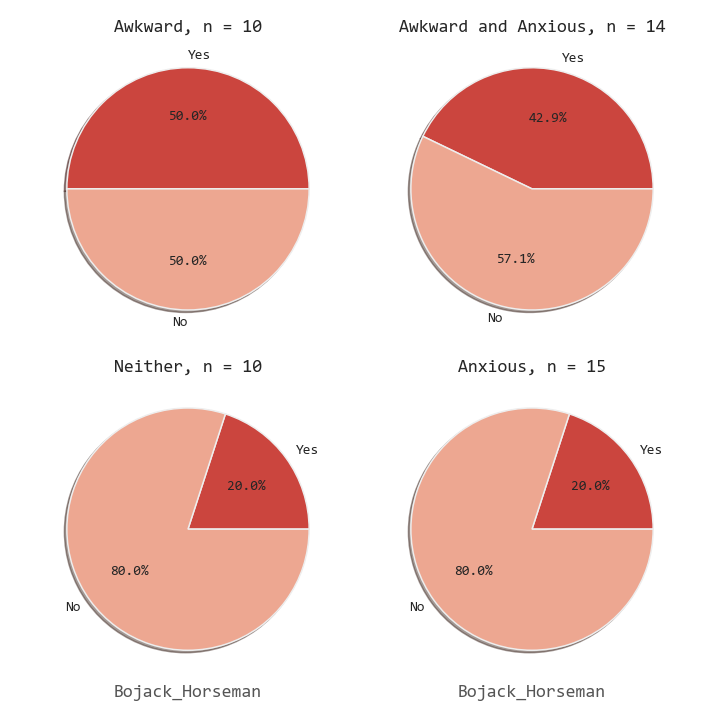 Awkward, n = 10
Yes
50.0%
50.0%
No
Awkward and Anxious, n = 14
Yes
42.9%
57.1%
No
Neither, n = 10
Yes
20.0%
80.0%
No
Bojack_Horseman
Anxious, n = 15
Yes
20.0%
80.0%
No
Bojack_Horseman